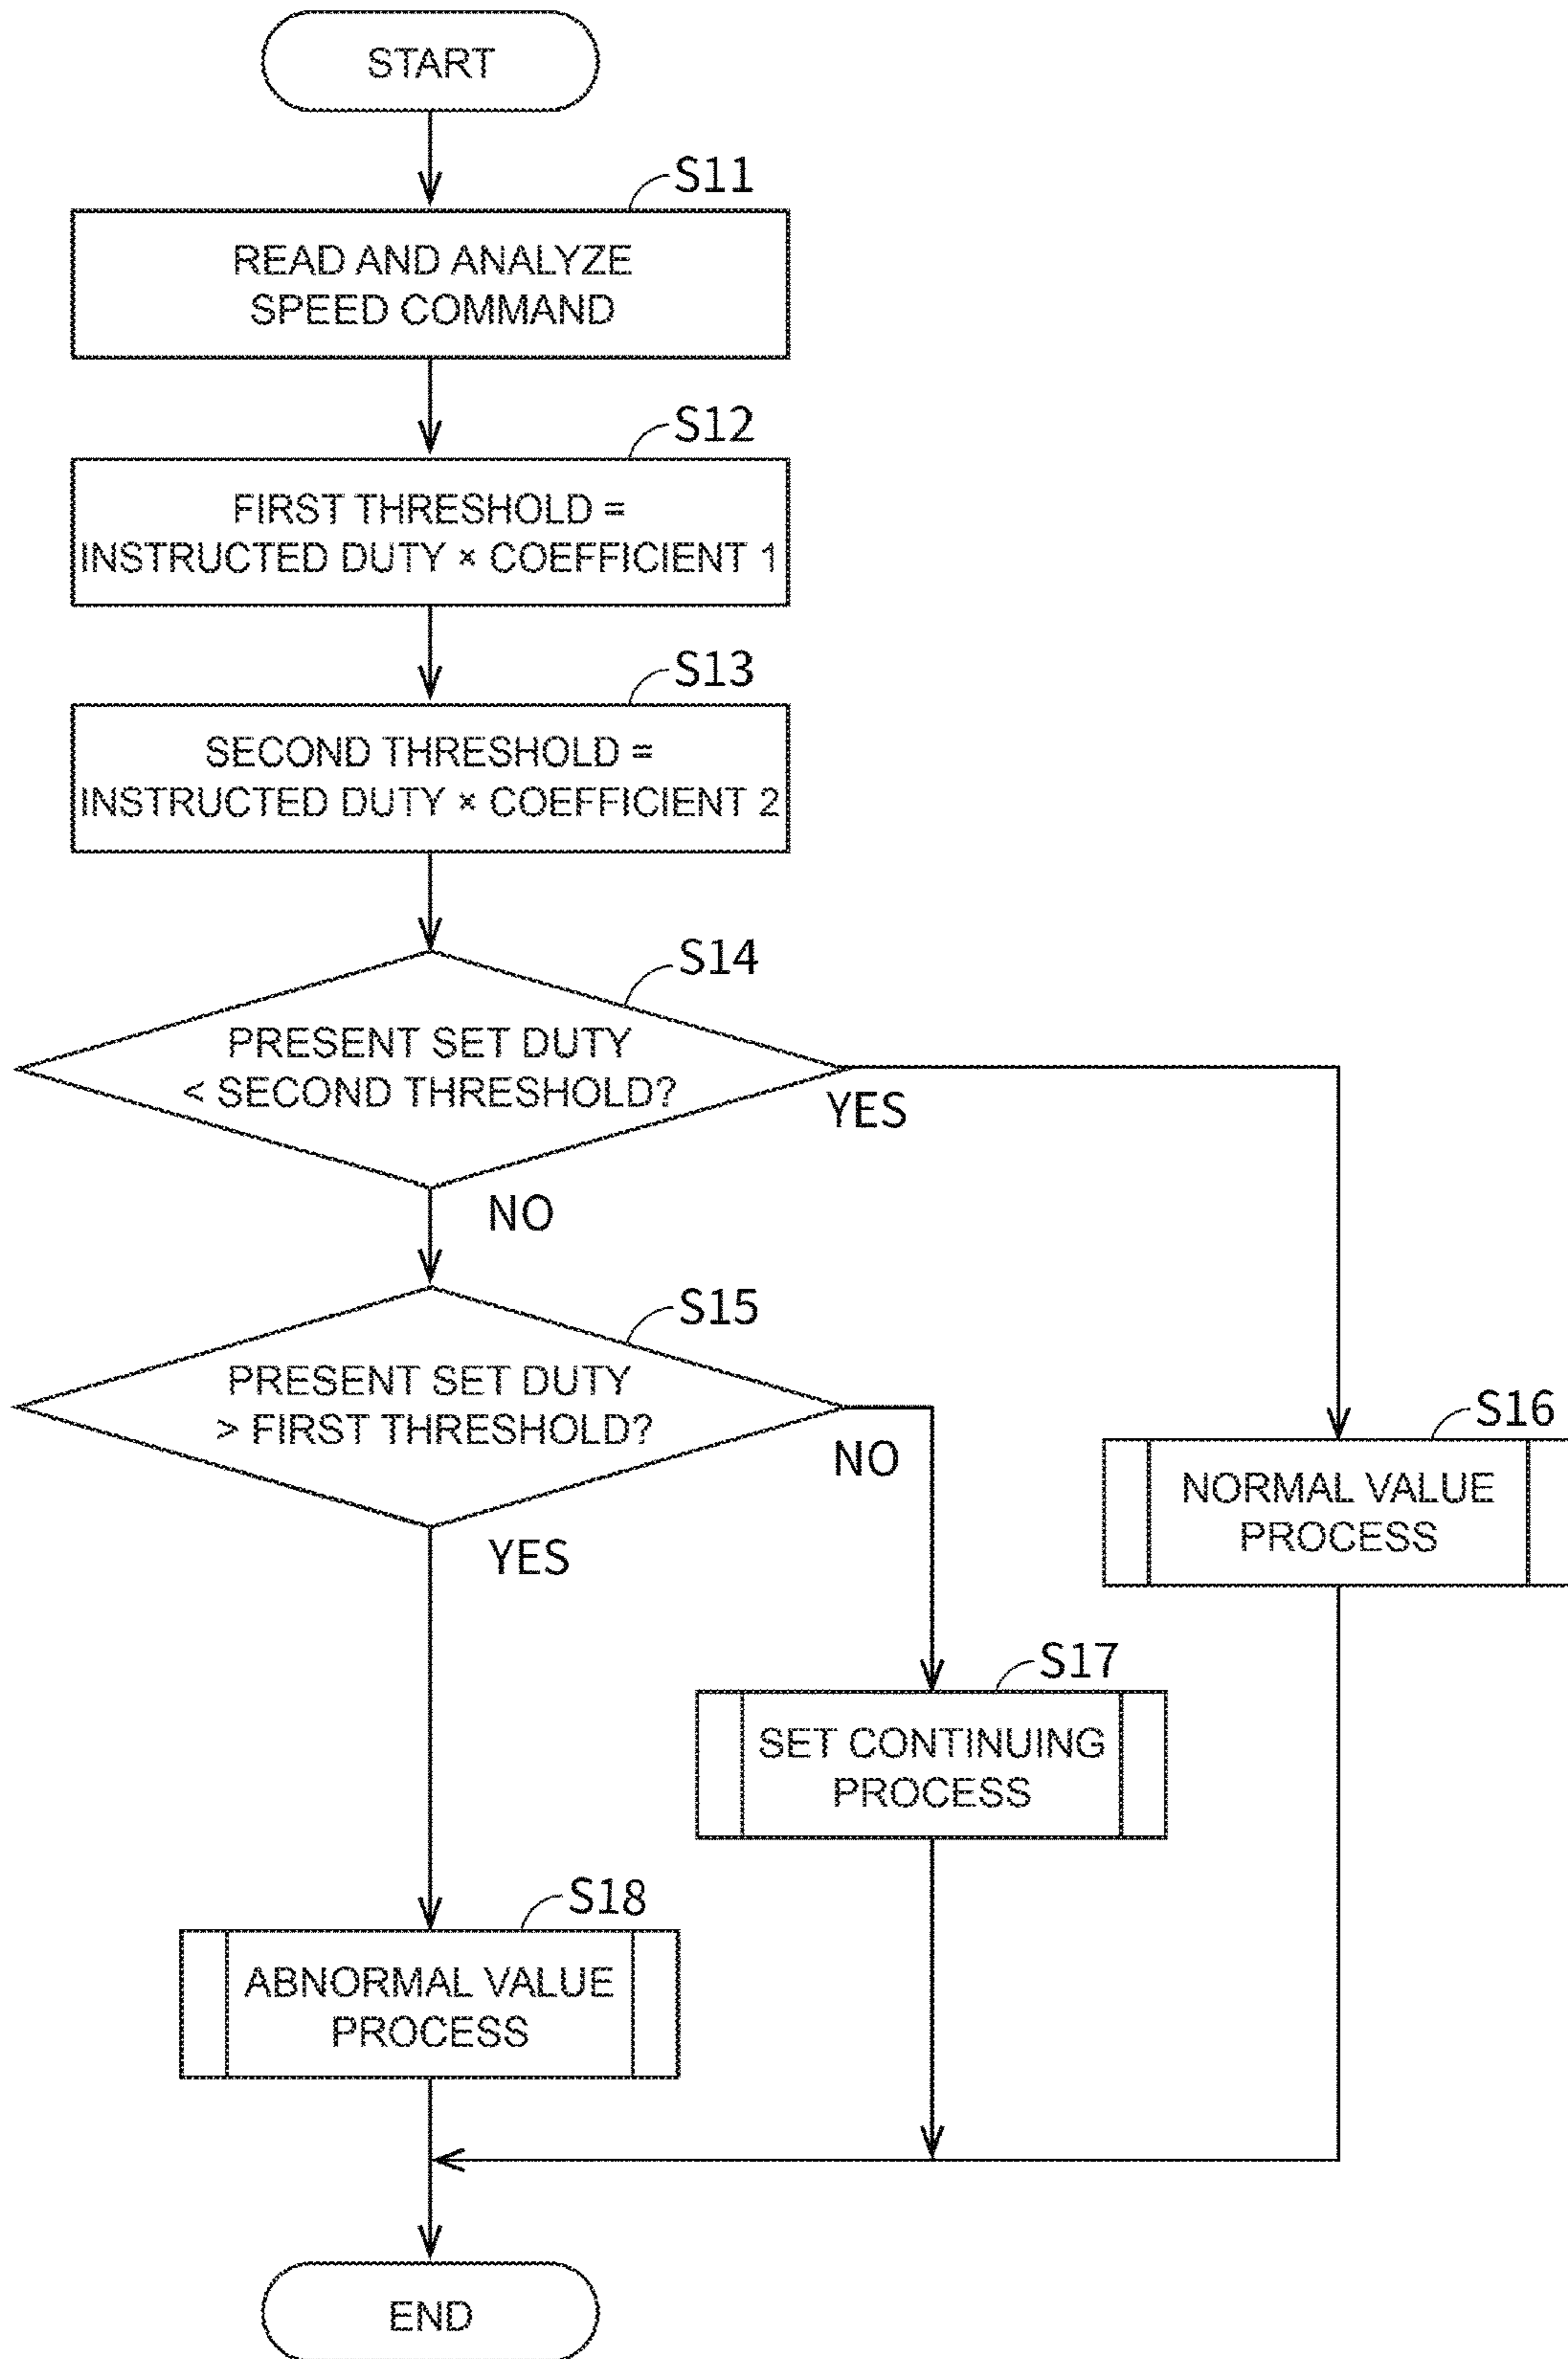 START
S11
READ AND ANALYZE
SPEED COMMAND
S12
FIRST THRESHOLD =
INSTRUCTED DUTY × COEFFICIENT 1
S13
SECOND THRESHOLD =
INSTRUCTED DUTY × COEFFICIENT 2
S14
PRESENT SET DUTY
< SECOND THRESHOLD?
YES
NO
S15
PRESENT SET DUTY
> FIRST THRESHOLD?
NO
YES
S16
NORMAL VALUE
PROCESS
S17
SET CONTINUING
PROCESS
S18
ABNORMAL VALUE
PROCESS
END